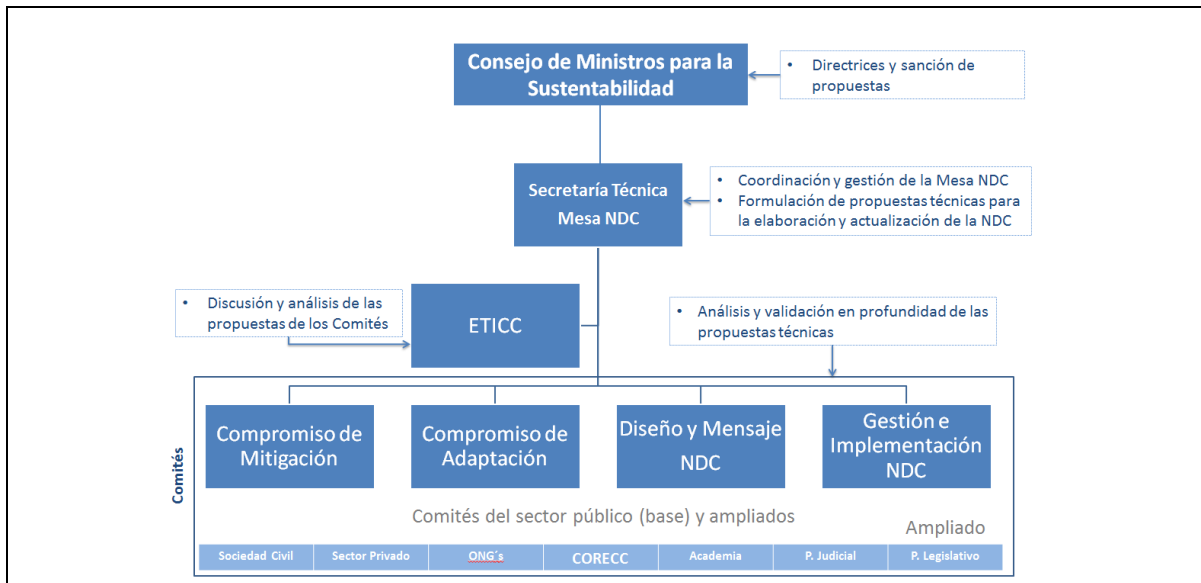 Consejo de Ministros para la
Sustentabilidad
• Directrices y sanción de
propuestas
Secretaría Técnica
Mesa NDC
• Coordinación y gestión de la Mesa NDC
• Formulación de propuestas técnicas para
la elaboración y actualización de la NDC
• Discusión y análisis de las
propuestas de los Comités
ETICC
• Análisis y validación en profundidad de las
propuestas técnicas
Comités
Compromiso de
Mitigación
Compromiso de
Adaptación
Diseño y Mensaje
NDC
Gestión e
Implementación
NDC
Comités del sector público (base) y ampliados
Ampliado
Sociedad Civil
Sector Privado
ONG´s
CORECC
Academia
P. Judicial
P. Legislativo